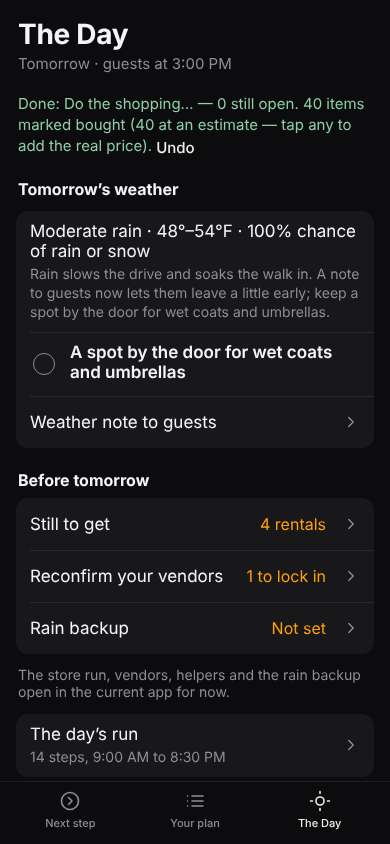 The Day
Tomorrow · guests at 3:00 PM
Done: Do the shopping... — 0 still open. 40 items
marked bought (40 at an estimate — tap any to
add the real price). Undo
Tomorrow’s weather
Moderate rain · 48°–54°F · 100% chance
of rain or snow
Rain slows the drive and soaks the walk in. A note
to guests now lets them leave a little early; keep a
spot by the door for wet coats and umbrellas.
A spot by the door for wet coats
and umbrellas
Weather note to guests
Before tomorrow
Still to get 4 rentals
Reconfirm your vendors 1 to lock in
Rain backup Not set
The store run, vendors, helpers and the rain backup
open in the current app for now.
The day’s run
14 steps, 9:00 AM to 8:30 PM
Next step Your plan The Day